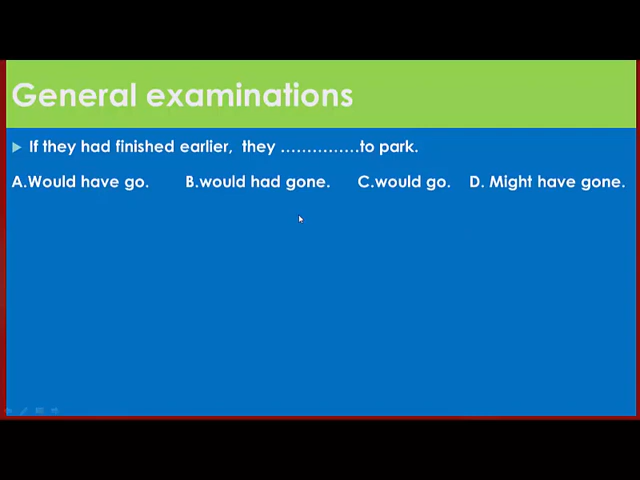 General examinations
If they had finished earlier, they ...............to park.
A.Would have go. B.would had gone. C.would go. D. Might have gone.